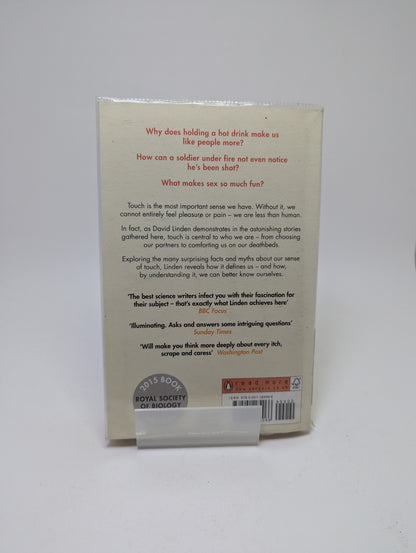 Why does holding a hot drink make us
like people more?
How can a soldier under fire not even notice
he's been shot?
What makes sex so much fun?
Touch is the most important sense we have. Without it, we
cannot entirely feel pleasure or pain – we are less than human.
In fact, as David Linden demonstrates in the astonishing stories
gathered here, touch is central to who we are – from choosing
our partners to comforting us on our deathbeds.
Exploring the many surprising facts and myths about our sense
of touch, Linden reveals how it defines us – and how,
by understanding it, we can better know ourselves.
'The best science writers infect you with their fascination for
their subject – that's exactly what Linden achieves here'
BBC Focus
'Illuminating. Asks and answers some intriguing questions'
Sunday Times
'Will make you think more deeply about every itch,
scrape and caress' Washington Post
2015 BOOK
ROYAL SOCIETY
OF BIOLOGY
read more